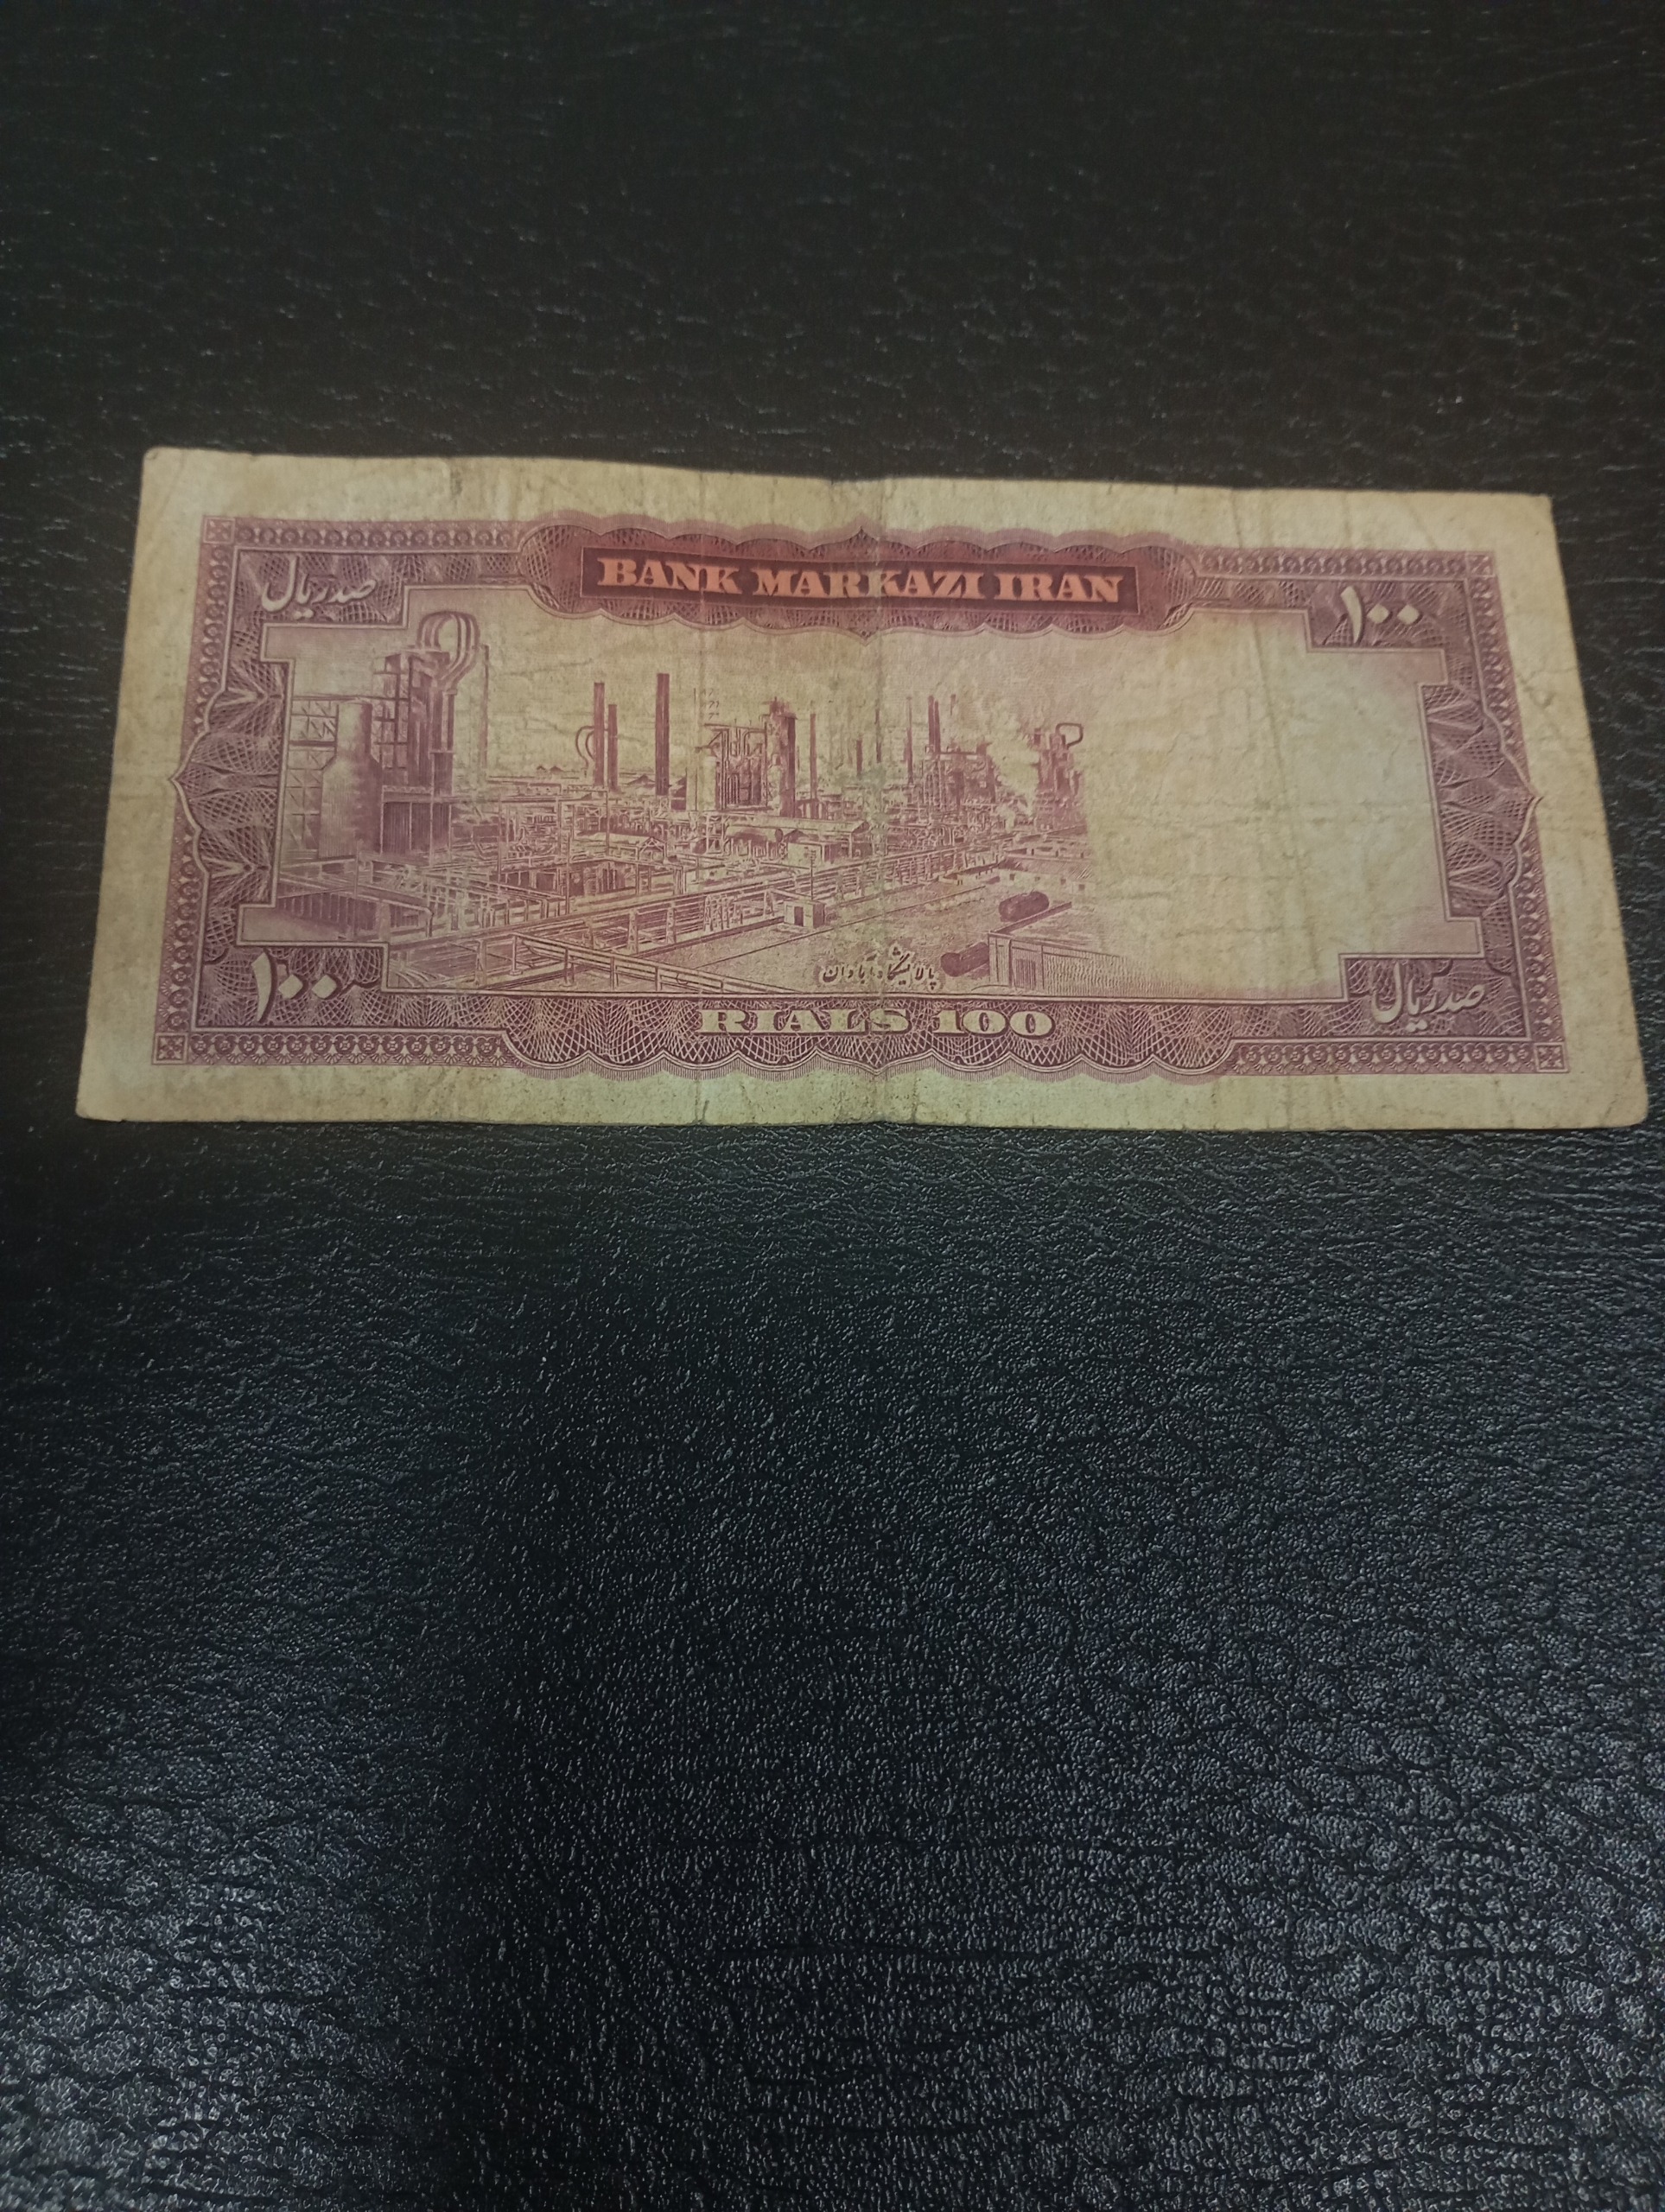 BANK MARKAZI IRAN
صد ریال
۱۰۰
پالایشگاه آبادان
۱۰۰
RIALS 100
صد ریال